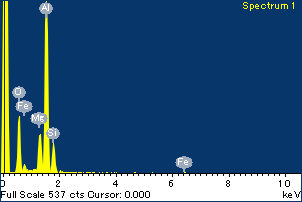 Spectrum 1
Al
O
Fe
Mg
Si
Fe
0 2 4 6 8 10
Full Scale 537 cts Cursor: 0.000 keV